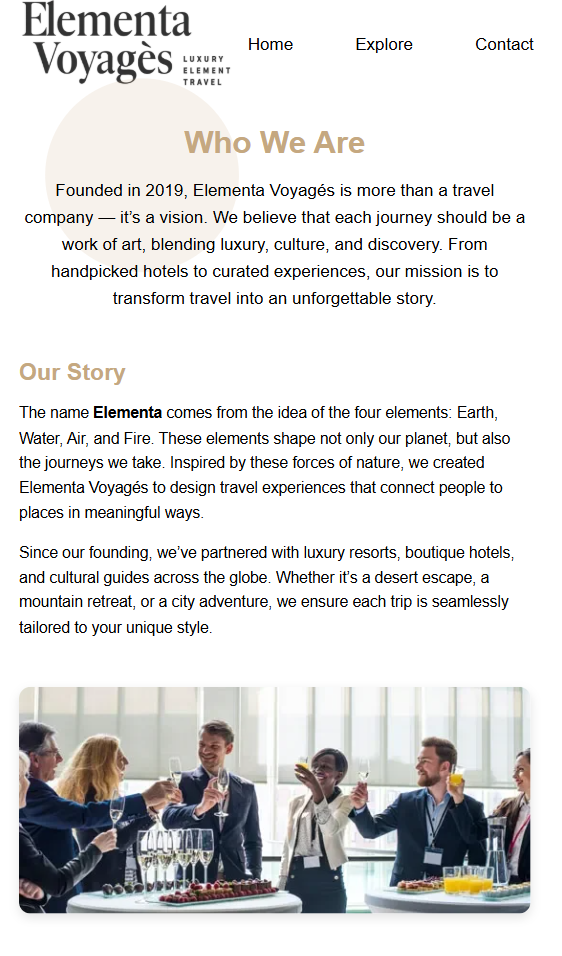 Elementa
Voyagès
LUXURY
ELEMENT
TRAVEL
Home Explore Contact
Who We Are
Founded in 2019, Elementa Voyagés is more than a travel
company — it’s a vision. We believe that each journey should be a
work of art, blending luxury, culture, and discovery. From
handpicked hotels to curated experiences, our mission is to
transform travel into an unforgettable story.
Our Story
The name Elementa comes from the idea of the four elements: Earth,
Water, Air, and Fire. These elements shape not only our planet, but also
the journeys we take. Inspired by these forces of nature, we created
Elementa Voyagés to design travel experiences that connect people to
places in meaningful ways.
Since our founding, we’ve partnered with luxury resorts, boutique hotels,
and cultural guides across the globe. Whether it’s a desert escape, a
mountain retreat, or a city adventure, we ensure each trip is seamlessly
tailored to your unique style.